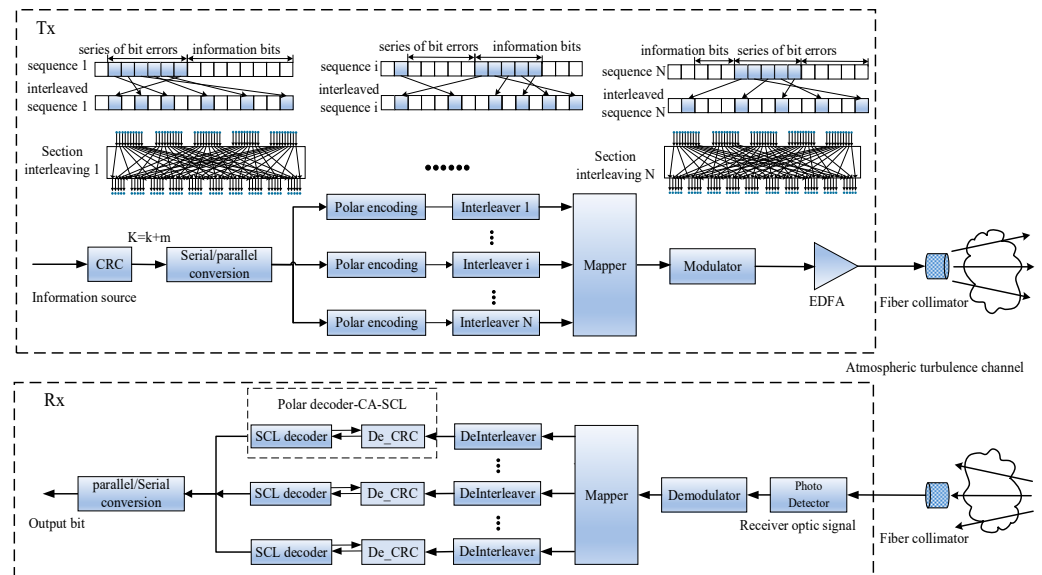 Tx
series of bit errors information bits
sequence 1
interleaved
sequence 1
series of bit errors information bits
sequence i
interleaved
sequence i
information bits series of bit errors
sequence N
interleaved
sequence N
Section
interleaving 1
Section
interleaving N
Polar encoding
Interleaver 1
K=k+m
CRC
Serial/parallel
conversion
Polar encoding
Interleaver i
Mapper
Modulator
Information source
EDFA
Fiber collimator
Polar encoding
Interleaver N
Atmospheric turbulence channel
Rx
Polar decoder-CA-SCL
SCL decoder
De_CRC
DeInterleaver
parallel/Serial
conversion
SCL decoder
De_CRC
DeInterleaver
Mapper
Demodulator
Photo
Detector
Output bit
Receiver optic signal
Fiber collimator
SCL decoder
De_CRC
DeInterleaver